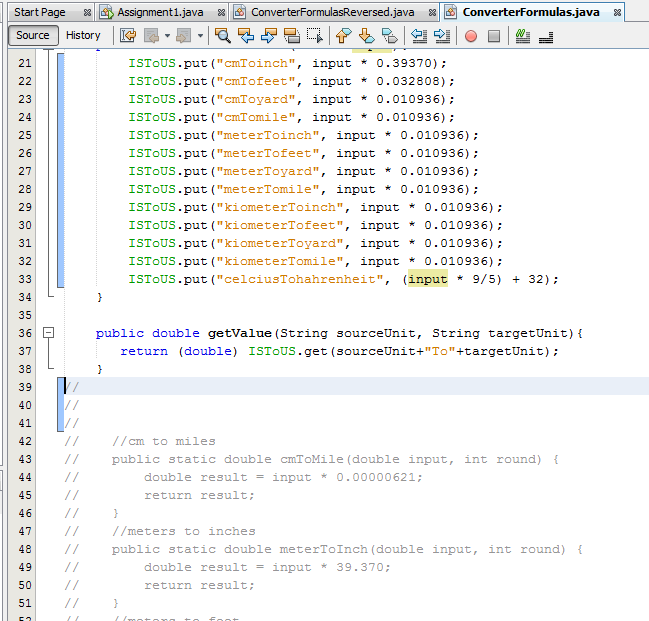 Start Page Assignment1.java ConverterFormulasReversed.java ConverterFormulas.java
Source History
21 ISToUS.put("cmToinch", input * 0.39370);
22 ISToUS.put("cmTofeet", input * 0.032808);
23 ISToUS.put("cmToyard", input * 0.010936);
24 ISToUS.put("cmTomile", input * 0.010936);
25 ISToUS.put("meterToinch", input * 0.010936);
26 ISToUS.put("meterTofeet", input * 0.010936);
27 ISToUS.put("meterToyard", input * 0.010936);
28 ISToUS.put("meterTomile", input * 0.010936);
29 ISToUS.put("kiometerToinch", input * 0.010936);
30 ISToUS.put("kiometerTofeet", input * 0.010936);
31 ISToUS.put("kiometerToyard", input * 0.010936);
32 ISToUS.put("kiometerTomile", input * 0.010936);
33 ISToUS.put("celciusTohahrenheit", (input * 9/5) + 32);
34 }
35
36 public double getValue(String sourceUnit, String targetUnit){
37 return (double) ISToUS.get(sourceUnit+"To"+targetUnit);
38 }
39 //
40 //
41 //
42 // //cm to miles
43 // public static double cmToMile(double input, int round) {
44 // double result = input * 0.00000621;
45 // return result;
46 // }
47 // //meters to inches
48 // public static double meterToInch(double input, int round) {
49 // double result = input * 39.370;
50 // return result;
51 // }
52 // //meters to feet